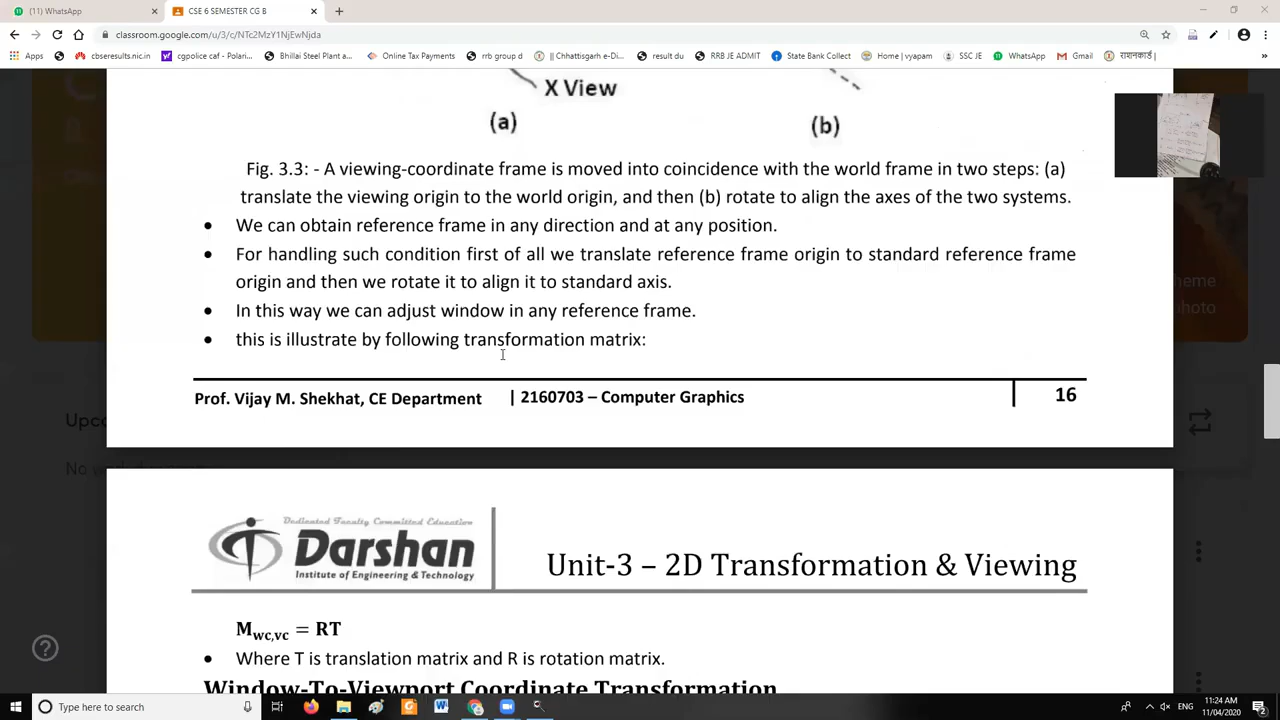 (11) WhatsApp
CSE 6 SEMESTER CG B
classroom.google.com/u/3/c/NTc2MzY1NjEwNjda
Apps
cbseresults.nic.in
cgpolice caf - Polari...
Bhillai Steel Plant a...
Online Tax Payments
rrb group d
|| Chhattisgarh e-Di...
result du
RRB JE ADMIT
State Bank Collect
Home | vyapam
SSC JE
WhatsApp
Gmail
राशनकार्ड |
X View
(a)
(b)
Fig. 3.3: - A viewing-coordinate frame is moved into coincidence with the world frame in two steps: (a)
translate the viewing origin to the world origin, and then (b) rotate to align the axes of the two systems.
• We can obtain reference frame in any direction and at any position.
• For handling such condition first of all we translate reference frame origin to standard reference frame
origin and then we rotate it to align it to standard axis.
• In this way we can adjust window in any reference frame.
• this is illustrate by following transformation matrix:
Prof. Vijay M. Shekhat, CE Department | 2160703 – Computer Graphics 16
heme
hoto
Upco
Dedicated Faculty Committed Education
Darshan
Institute of Engineering & Technology
Unit-3 – 2D Transformation & Viewing
M wc,vc = RT
• Where T is translation matrix and R is rotation matrix.
Window-To-Viewport Coordinate Transformation
Type here to search
ENG
11:24 AM
11/04/2020
2